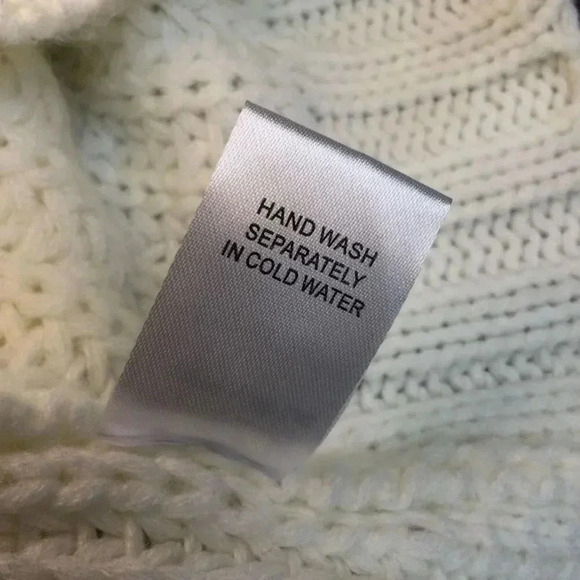 HAND WASH
SEPARATELY
IN COLD WATER